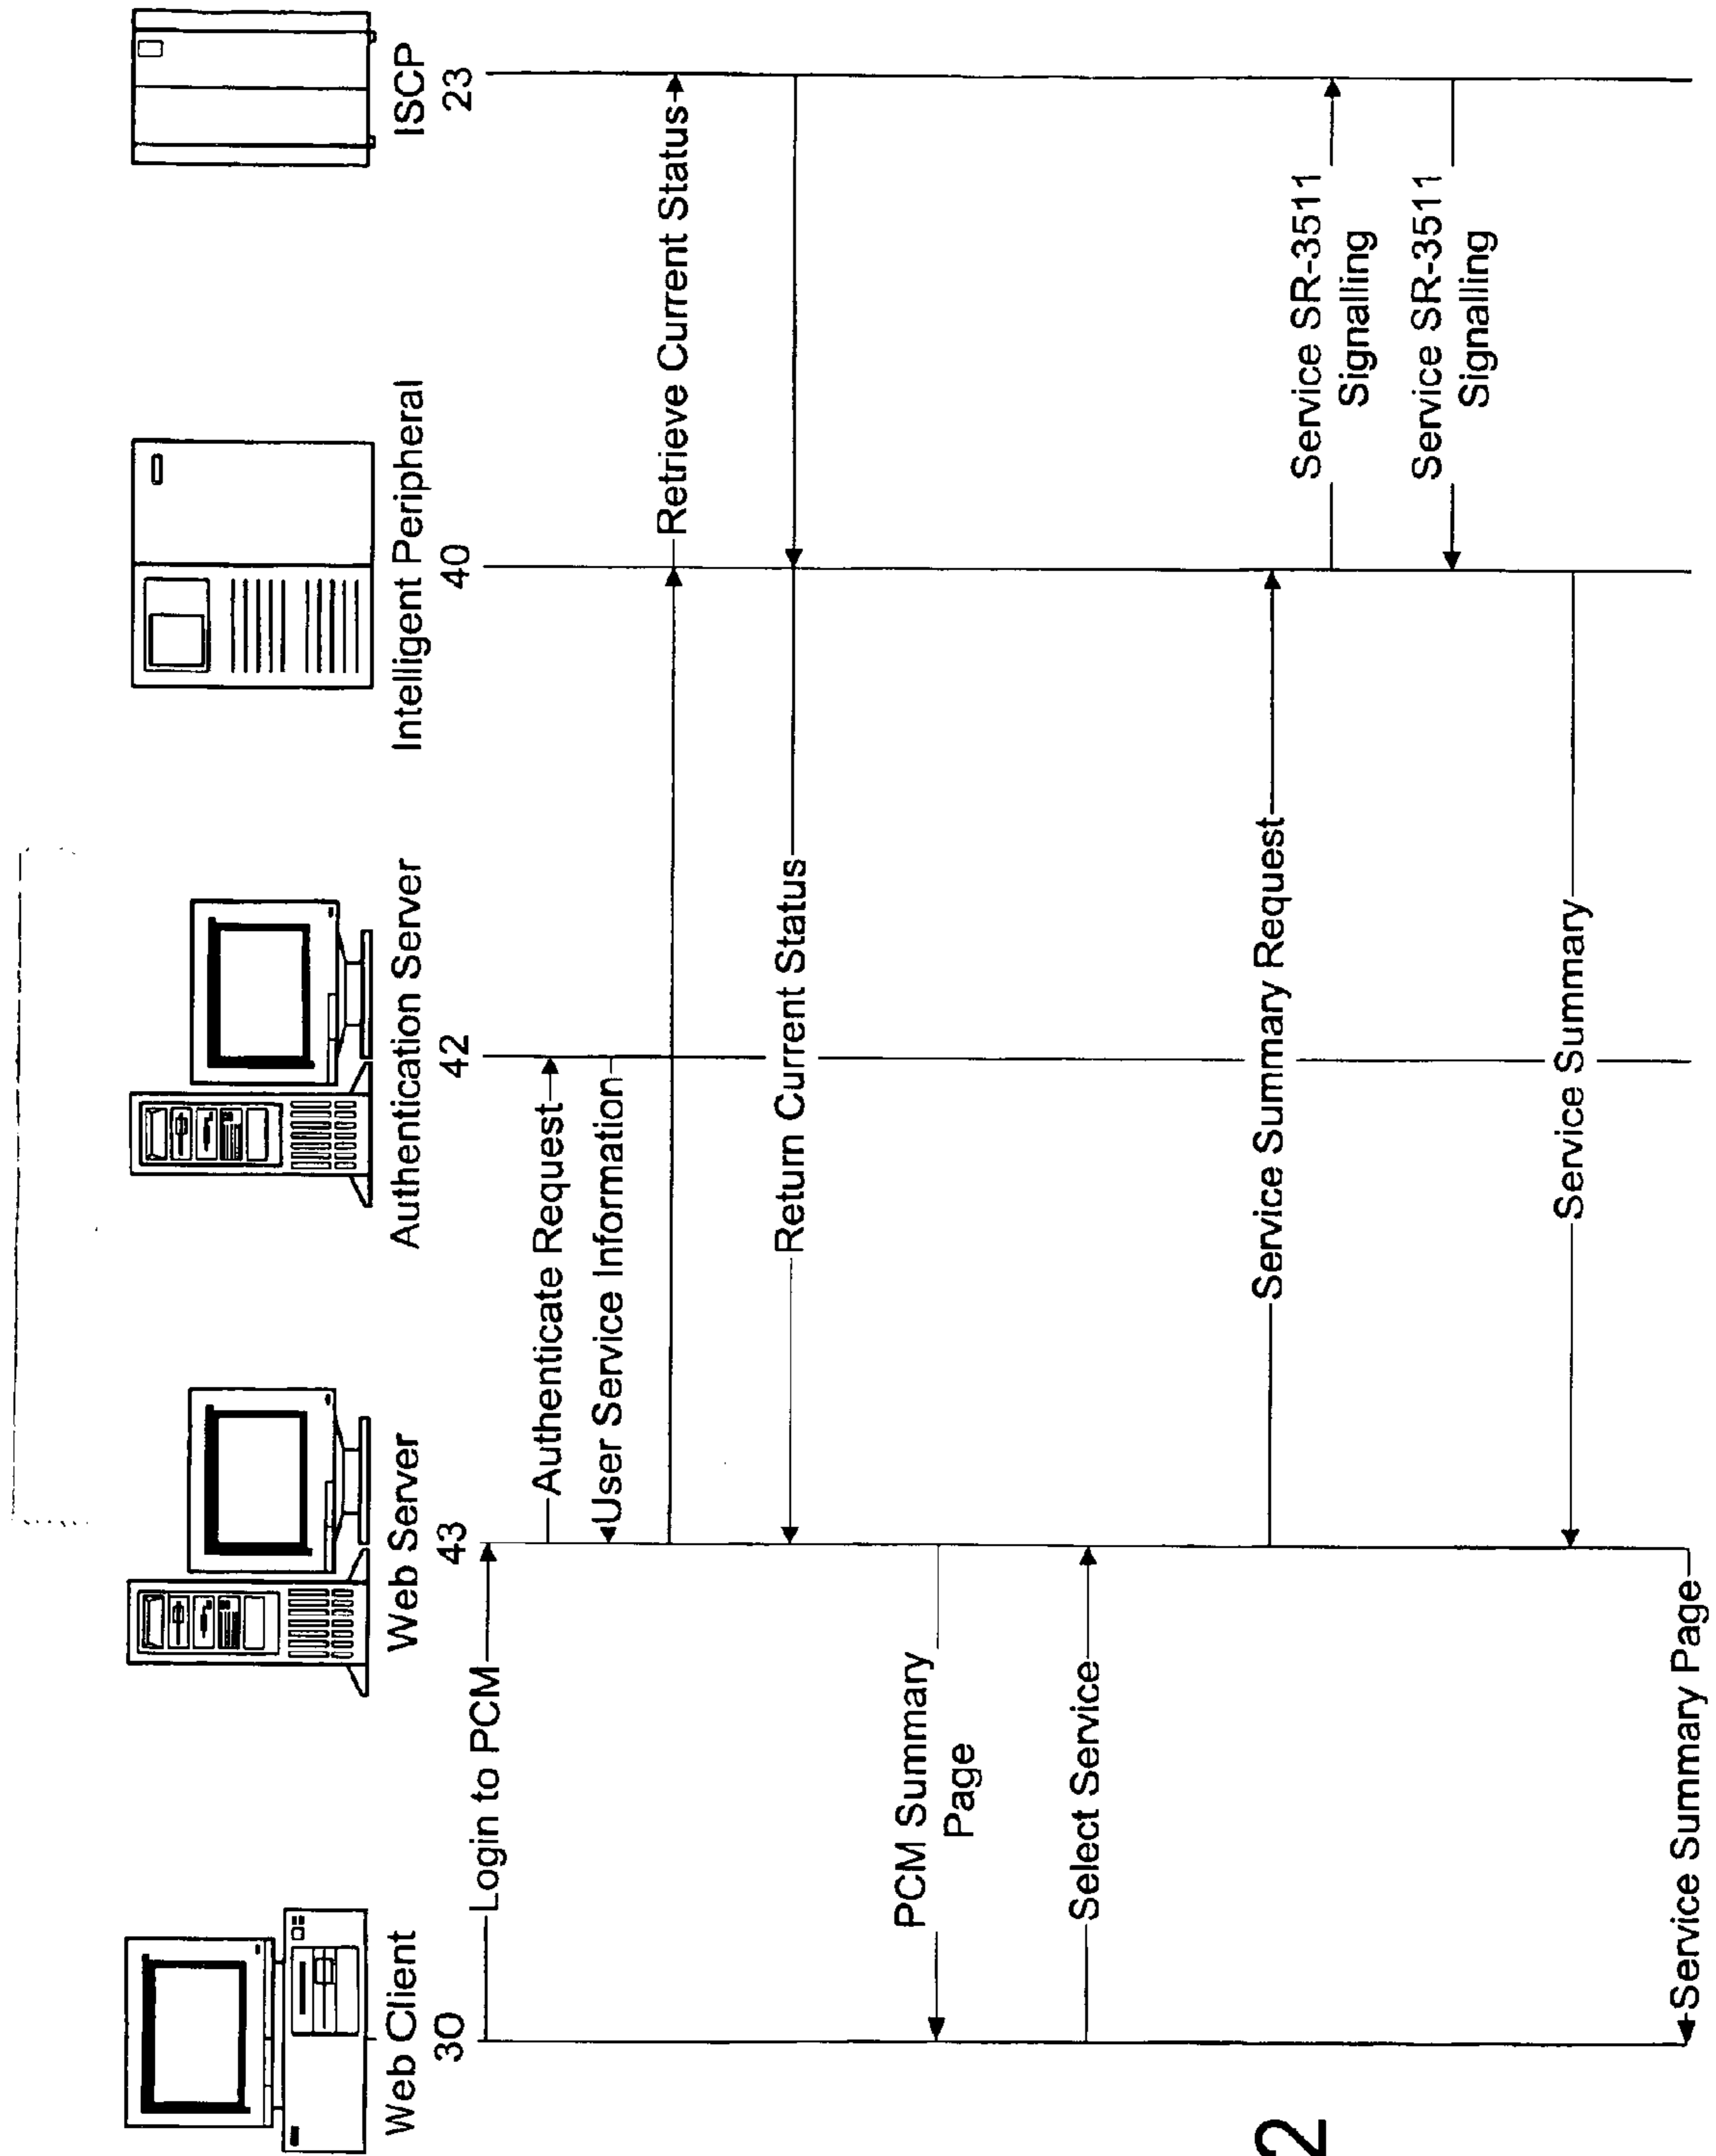 Web Client
30
Web Server
43
Authentication Server
42
Intelligent Peripheral
40
ISCP
23
Login to PCM
Authenticate Request
User Service Information
Retrieve Current Status
Return Current Status
PCM Summary
Page
Select Service
Service Summary Request
Service SR-3511
Signalling
Service SR-3511
Signalling
Service Summary
Service Summary Page
2